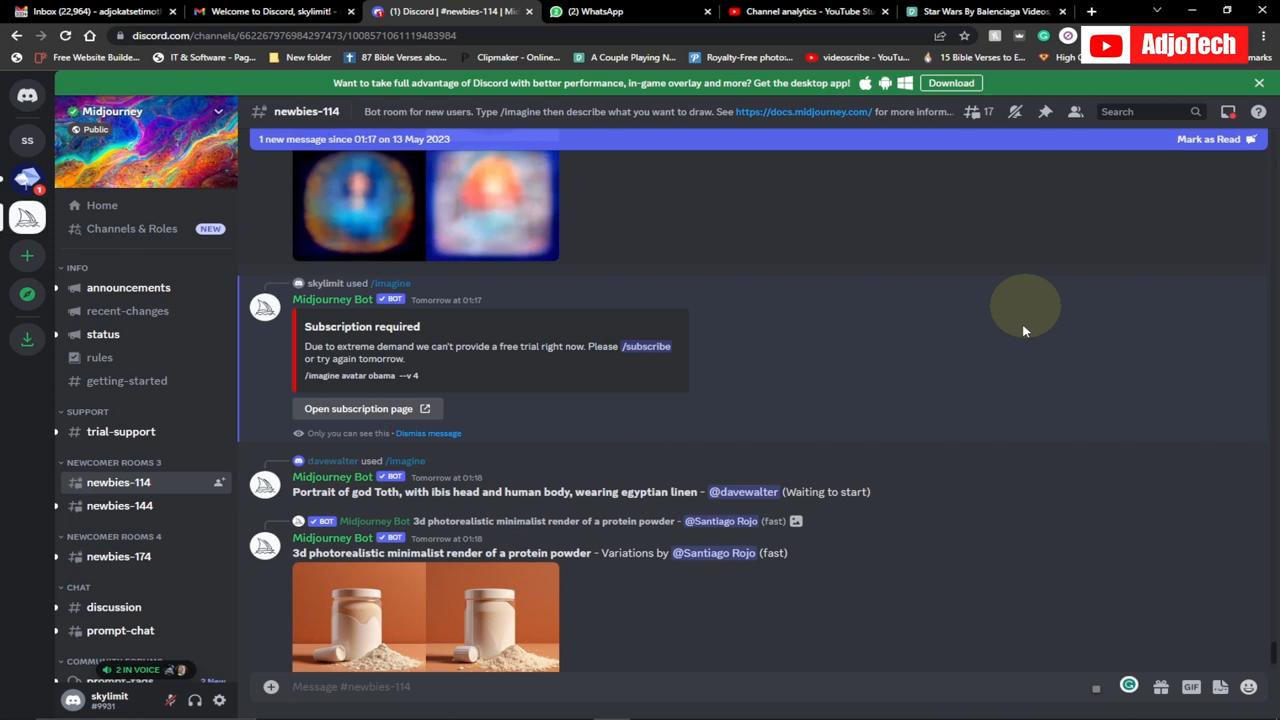 Inbox (22,964) - adjokatsetimoth
Welcome to Discord, skylimit! -
(1) Discord | #newbies-114 | Mid
(2) WhatsApp
Channel analytics - YouTube Stu
Star Wars By Balenciaga Videos,
discord.com/channels/662267976984297473/1008571061119483984
Free Website Builde...
IT & Software - Pag...
New folder
87 Bible Verses abo...
Clipmaker - Online...
A Couple Playing N...
Royalty-Free photo...
videoscribe - YouTu...
15 Bible Verses to E...
AdjoTech
Want to take full advantage of Discord with better performance, in-game overlay and more? Get the desktop app!
Download
Midjourney
Public
newbies-114
Bot room for new users. Type /imagine then describe what you want to draw. See https://docs.midjourney.com/ for more inform...
17
Search
1 new message since 01:17 on 13 May 2023
Mark as Read
SS
1
Home
Channels & Roles
NEW
INFO
announcements
recent-changes
status
rules
getting-started
SUPPORT
trial-support
NEWCOMER ROOMS 3
newbies-114
newbies-144
NEWCOMER ROOMS 4
newbies-174
CHAT
discussion
prompt-chat
2 IN VOICE
skylimit
#9931
skylimit used /imagine
Midjourney Bot BOT Tomorrow at 01:17
Subscription required
Due to extreme demand we can't provide a free trial right now. Please /subscribe
or try again tomorrow.
/imagine avatar obama --v 4
Open subscription page
Only you can see this • Dismiss message
davewalter used /imagine
Midjourney Bot BOT Tomorrow at 01:18
Portrait of god Toth, with ibis head and human body, wearing egyptian linen - @davewalter (Waiting to start)
BOT Midjourney Bot 3d photorealistic minimalist render of a protein powder - @Santiago Rojo (fast)
Midjourney Bot BOT Tomorrow at 01:18
3d photorealistic minimalist render of a protein powder - Variations by @Santiago Rojo (fast)
Message #newbies-114
GIF